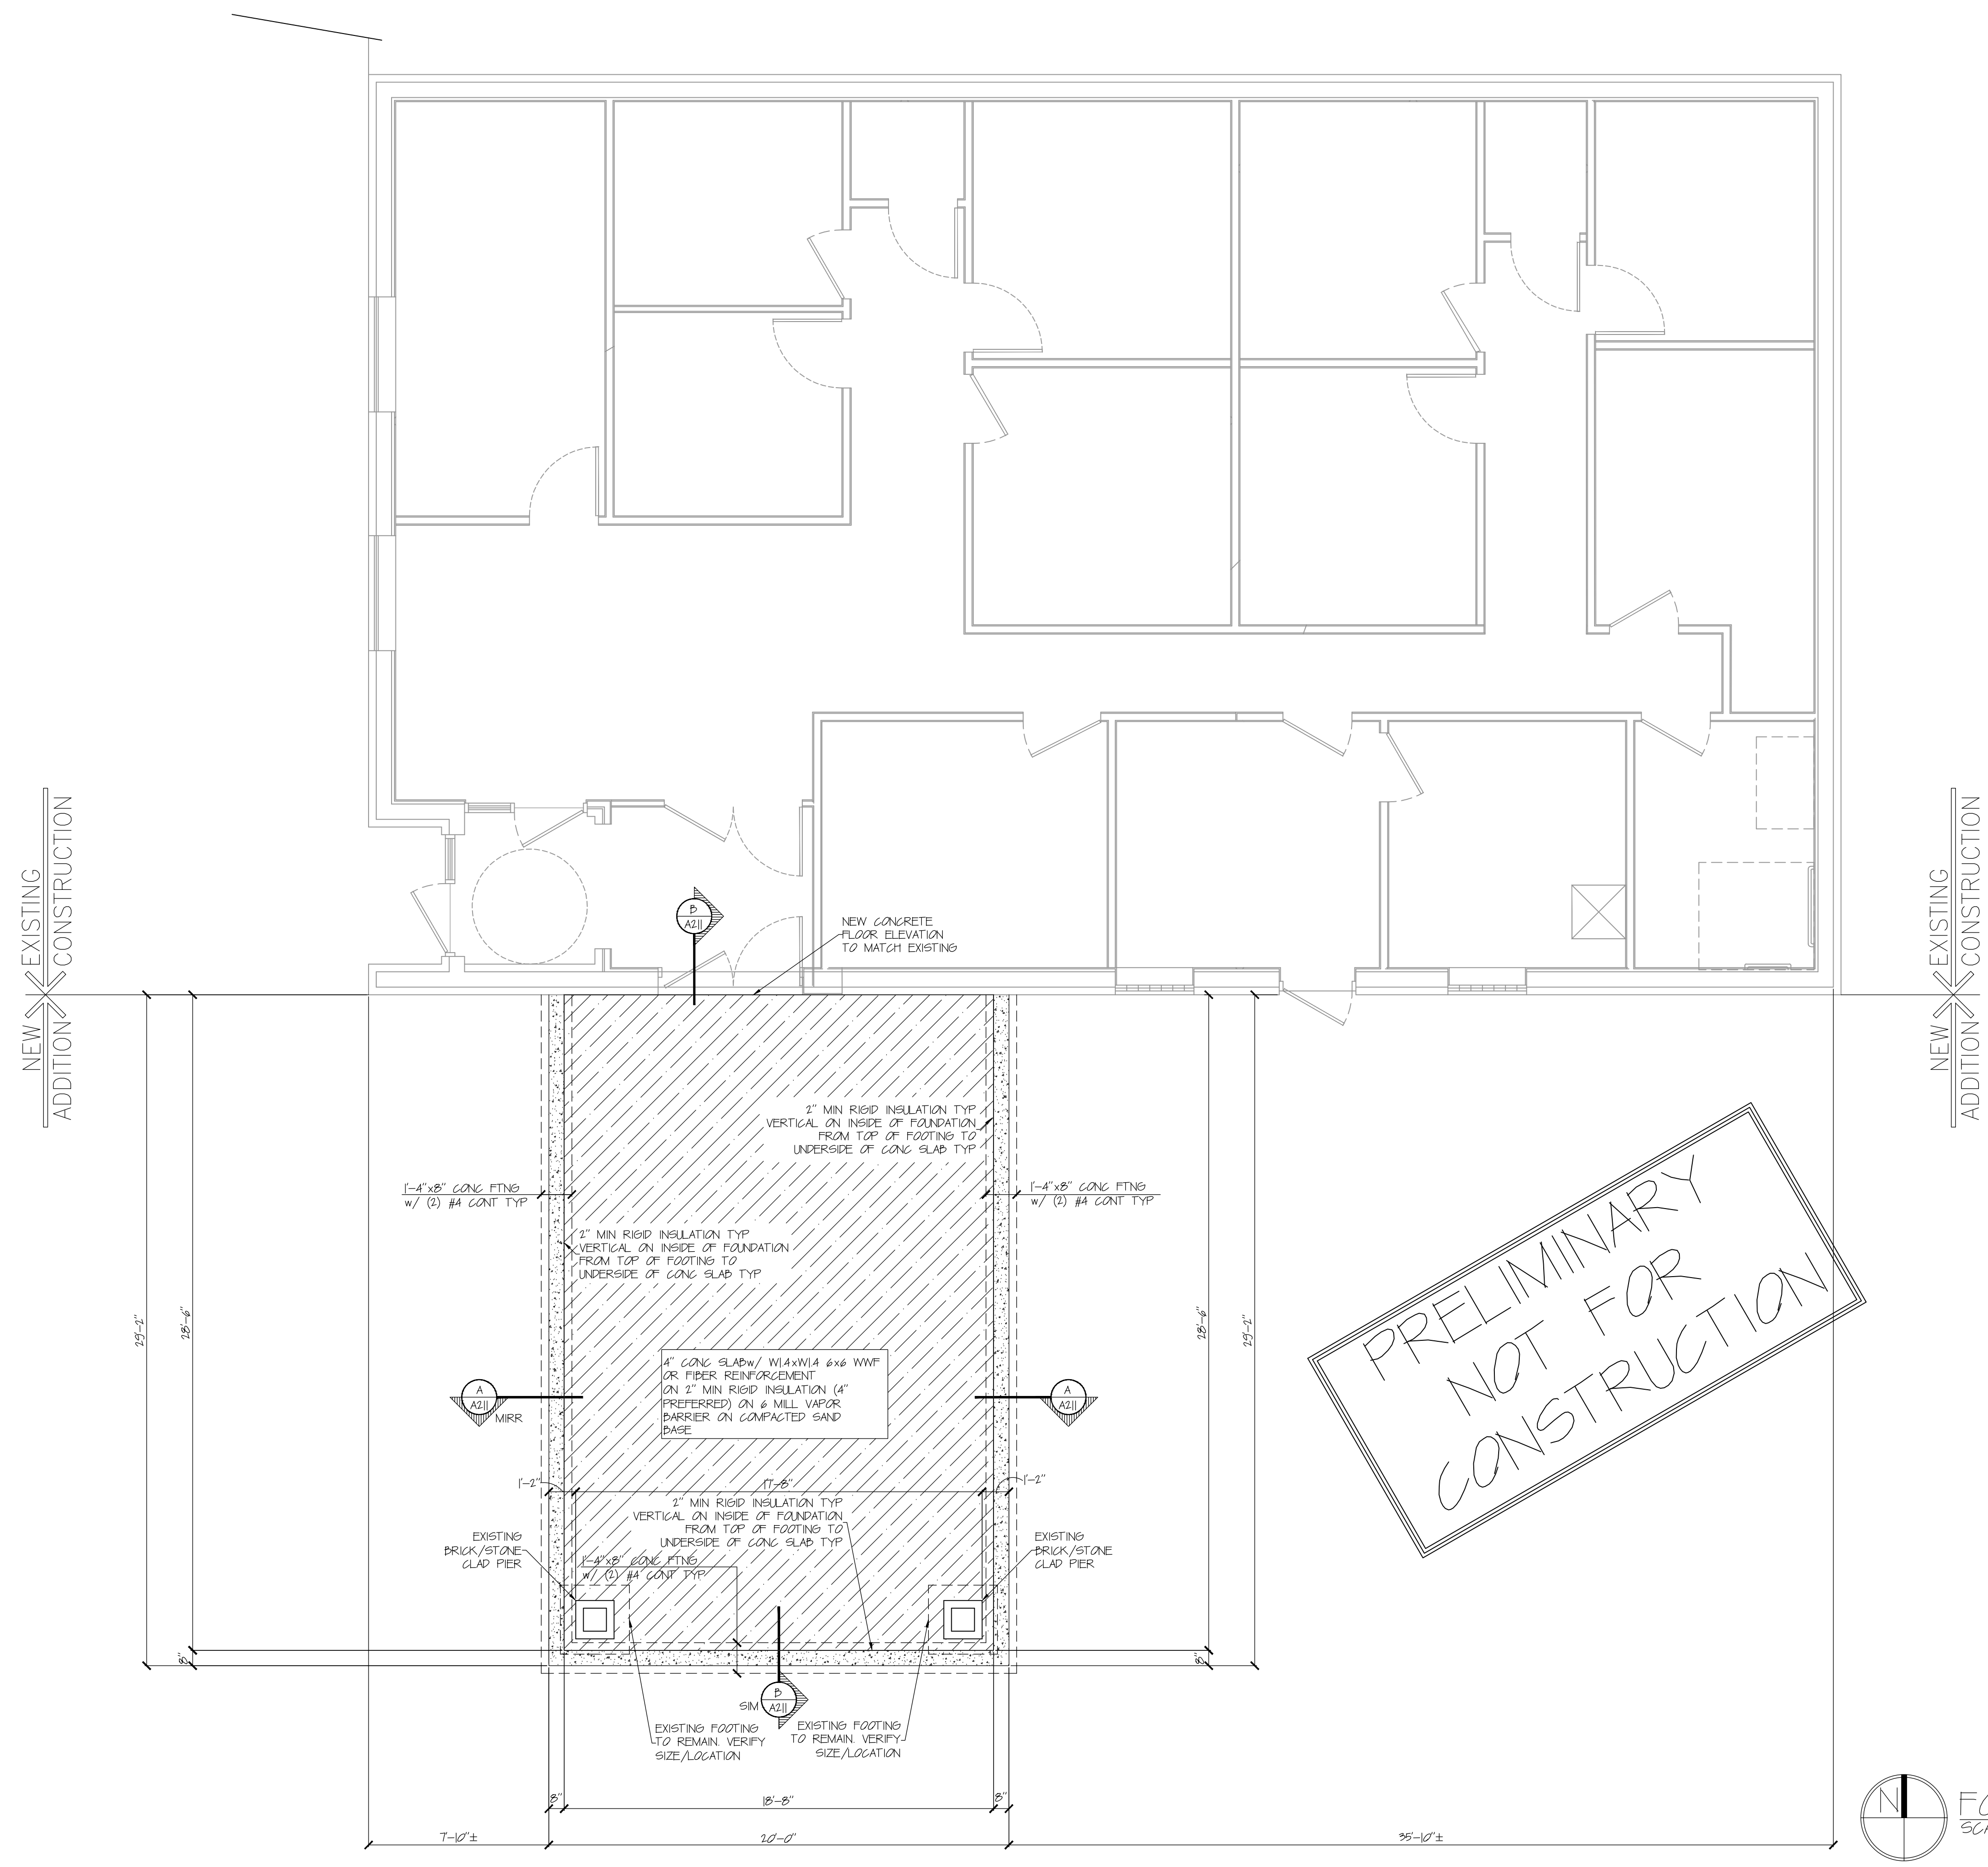 EXISTING
CONSTRUCTION
NEW
ADDITION
EXISTING
CONSTRUCTION
NEW
ADDITION
B
A211
NEW CONCRETE
FLOOR ELEVATION
TO MATCH EXISTING
2" MIN RIGID INSULATION TYP
VERTICAL ON INSIDE OF FOUNDATION
FROM TOP OF FOOTING TO
UNDERSIDE OF CONC SLAB TYP
1'-4"x8" CONC FTNG
w/ (2) #4 CONT TYP
1'-4"x8" CONC FTNG
w/ (2) #4 CONT TYP
2" MIN RIGID INSULATION TYP
VERTICAL ON INSIDE OF FOUNDATION
FROM TOP OF FOOTING TO
UNDERSIDE OF CONC SLAB TYP
29'-2"
28'-6"
28'-6"
29'-2"
PRELIMINARY
NOT FOR
CONSTRUCTION
4" CONC SLABw/ W1.4xW1.4 6x6 WWF
OR FIBER REINFORCEMENT
ON 2" MIN RIGID INSULATION (4"
PREFERRED) ON 6 MILL VAPOR
BARRIER ON COMPACTED SAND
BASE
A
A211
MIRR
A
A211
1'-2"
17'-8"
1'-2"
2" MIN RIGID INSULATION TYP
VERTICAL ON INSIDE OF FOUNDATION
FROM TOP OF FOOTING TO
UNDERSIDE OF CONC SLAB TYP
EXISTING
BRICK/STONE
CLAD PIER
EXISTING
BRICK/STONE
CLAD PIER
1'-4"x8" CONC FTNG
w/ (2) #4 CONT TYP
8"
8"
B
A211
SIM
EXISTING FOOTING
TO REMAIN. VERIFY
SIZE/LOCATION
EXISTING FOOTING
TO REMAIN. VERIFY
SIZE/LOCATION
8"
18'-8"
8"
7'-10"±
20'-0"
35'-10"±
N